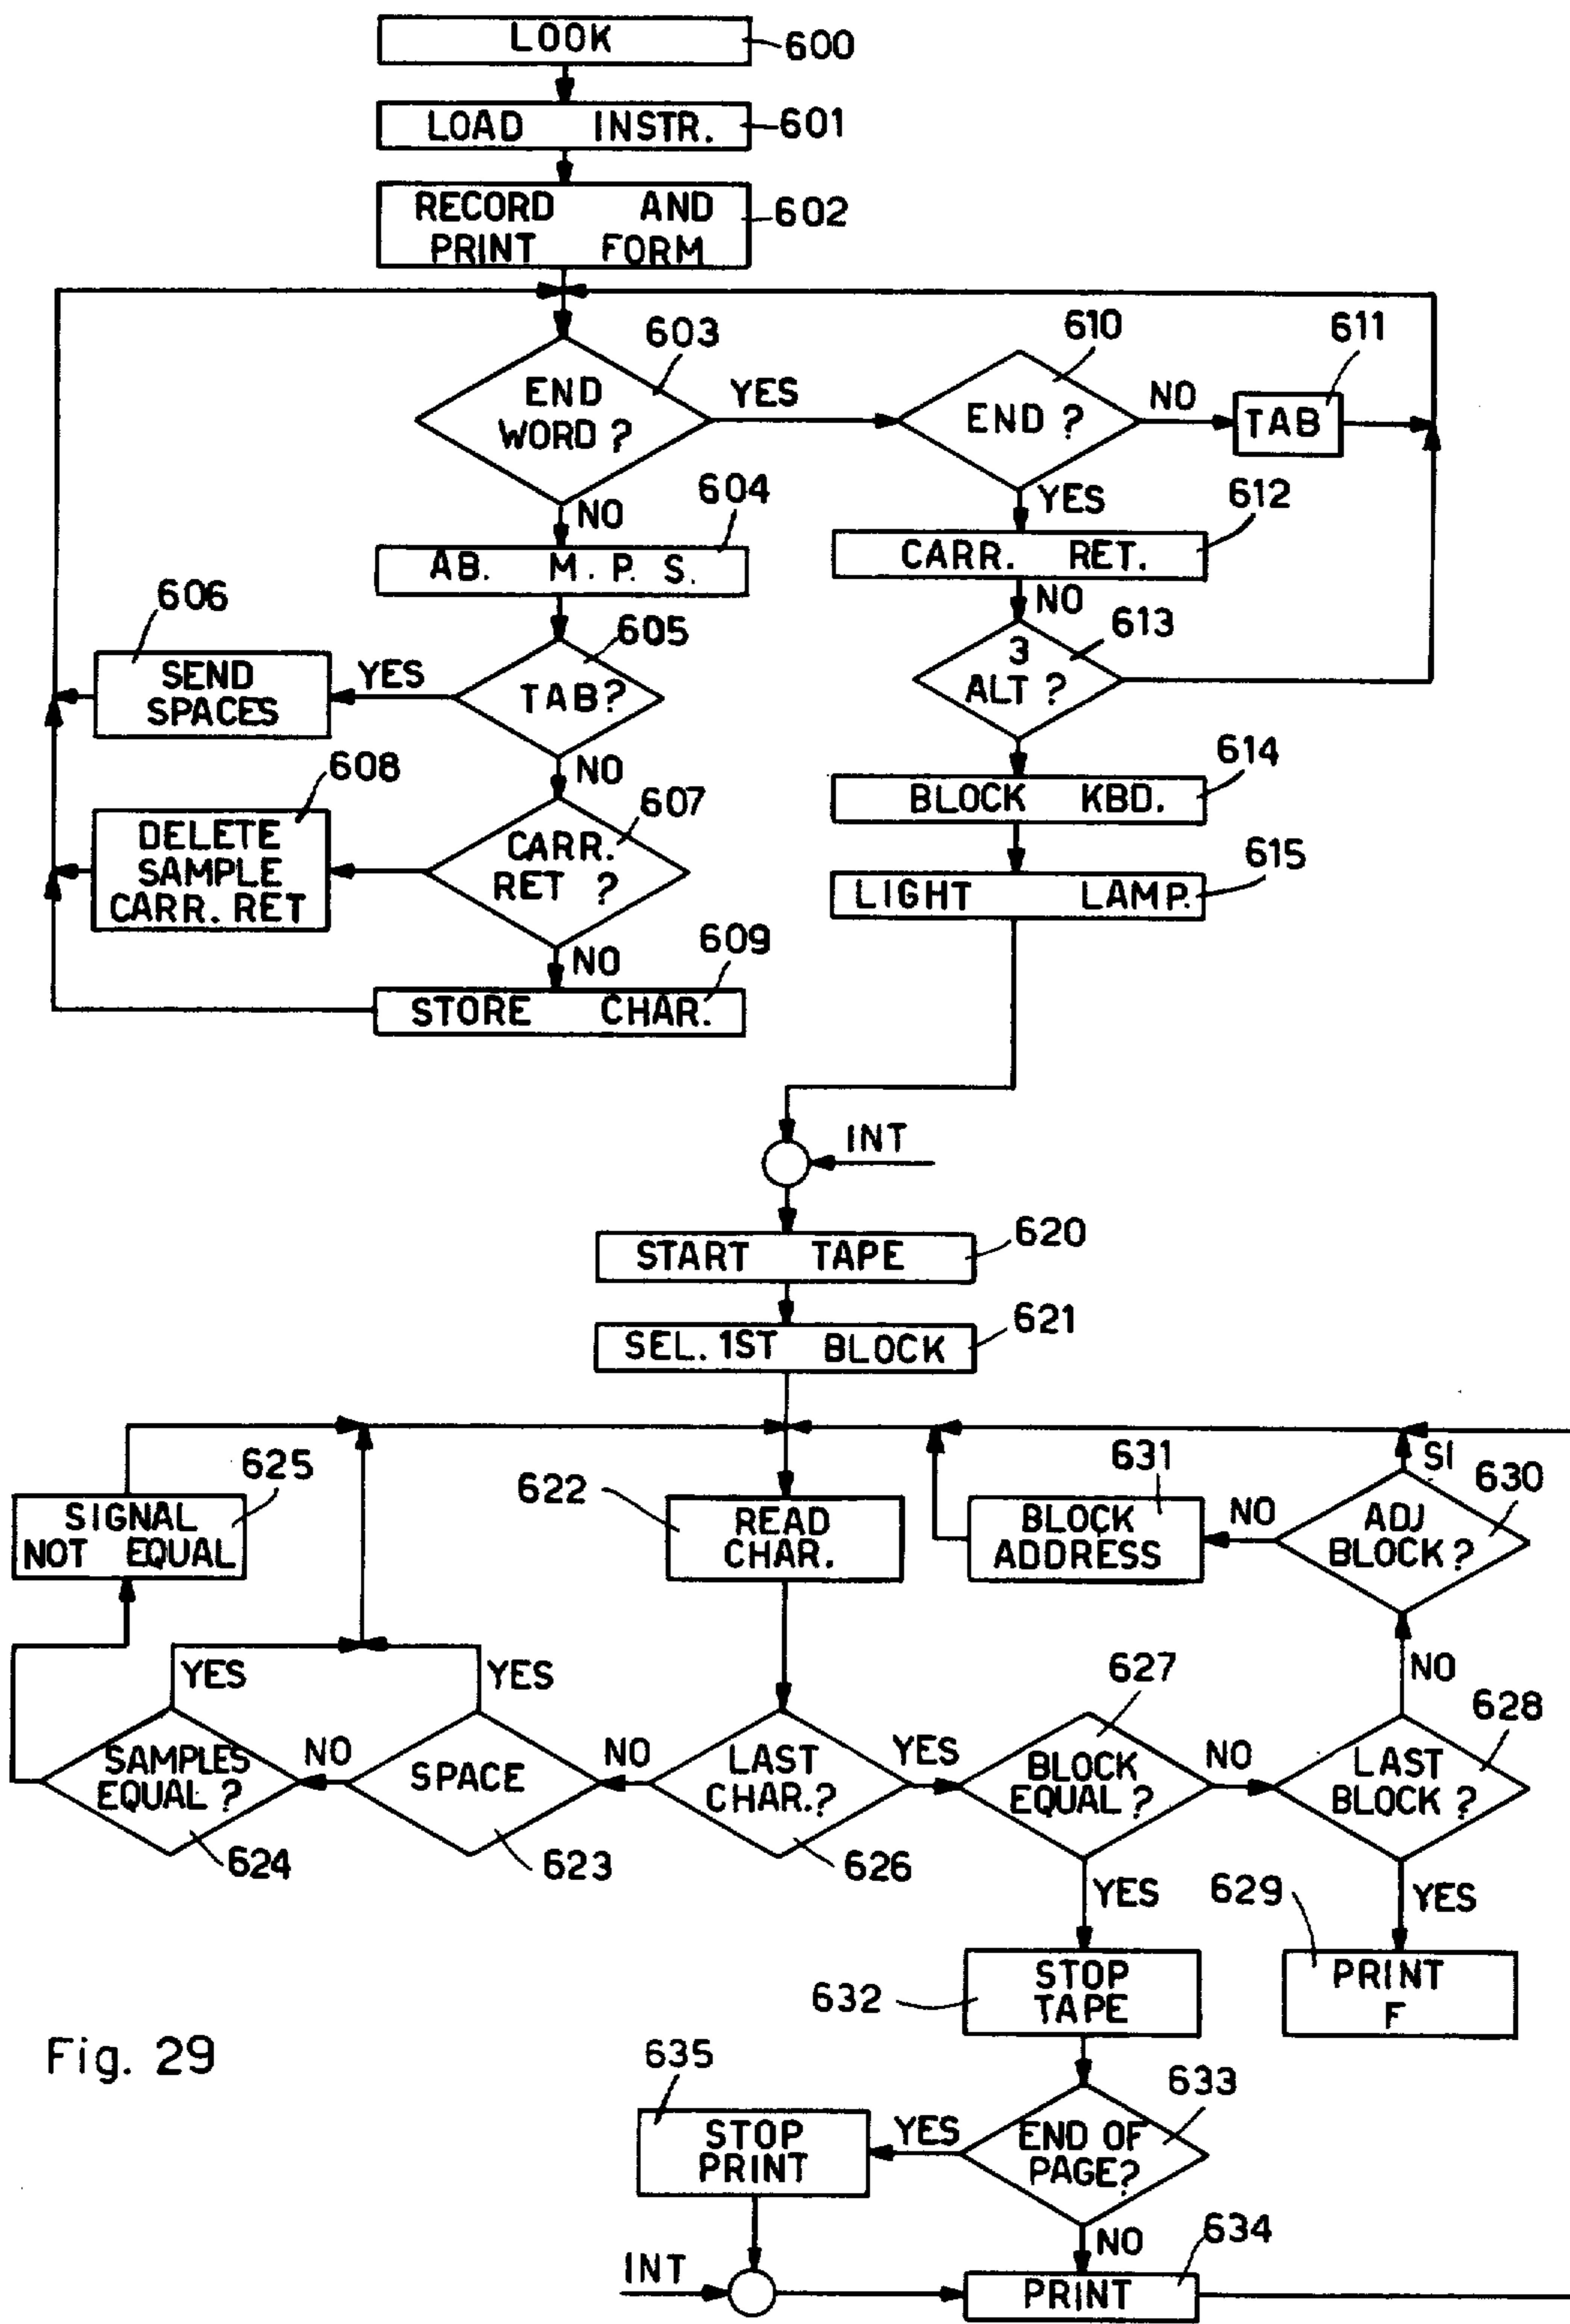 LOOK
600
LOAD INSTR.
601
RECORD AND
PRINT FORM
602
603
END
WORD?
YES
610
END?
NO
611
TAB
NO
604
AB. M. P. S.
YES
612
CARR. RET.
NO
606
SEND
SPACES
YES
605
TAB?
3
ALT?
613
NO
608
DELETE
SAMPLE
CARR. RET
607
CARR.
RET ?
614
BLOCK KBD.
615
LIGHT LAMP.
NO
609
STORE CHAR.
INT
START TAPE
620
SEL. 1ST BLOCK
621
625
SIGNAL
NOT EQUAL
622
READ
CHAR.
631
BLOCK
ADDRESS
NO
SI
630
ADJ
BLOCK?
YES
YES
627
NO
628
SAMPLES
EQUAL?
NO
SPACE
NO
LAST
CHAR.?
YES
BLOCK
EQUAL?
NO
LAST
BLOCK?
624
623
626
YES
629
YES
632
STOP
TAPE
PRINT
F
Fig. 29
635
STOP
PRINT
YES
633
END OF
PAGE?
NO
634
INT
PRINT